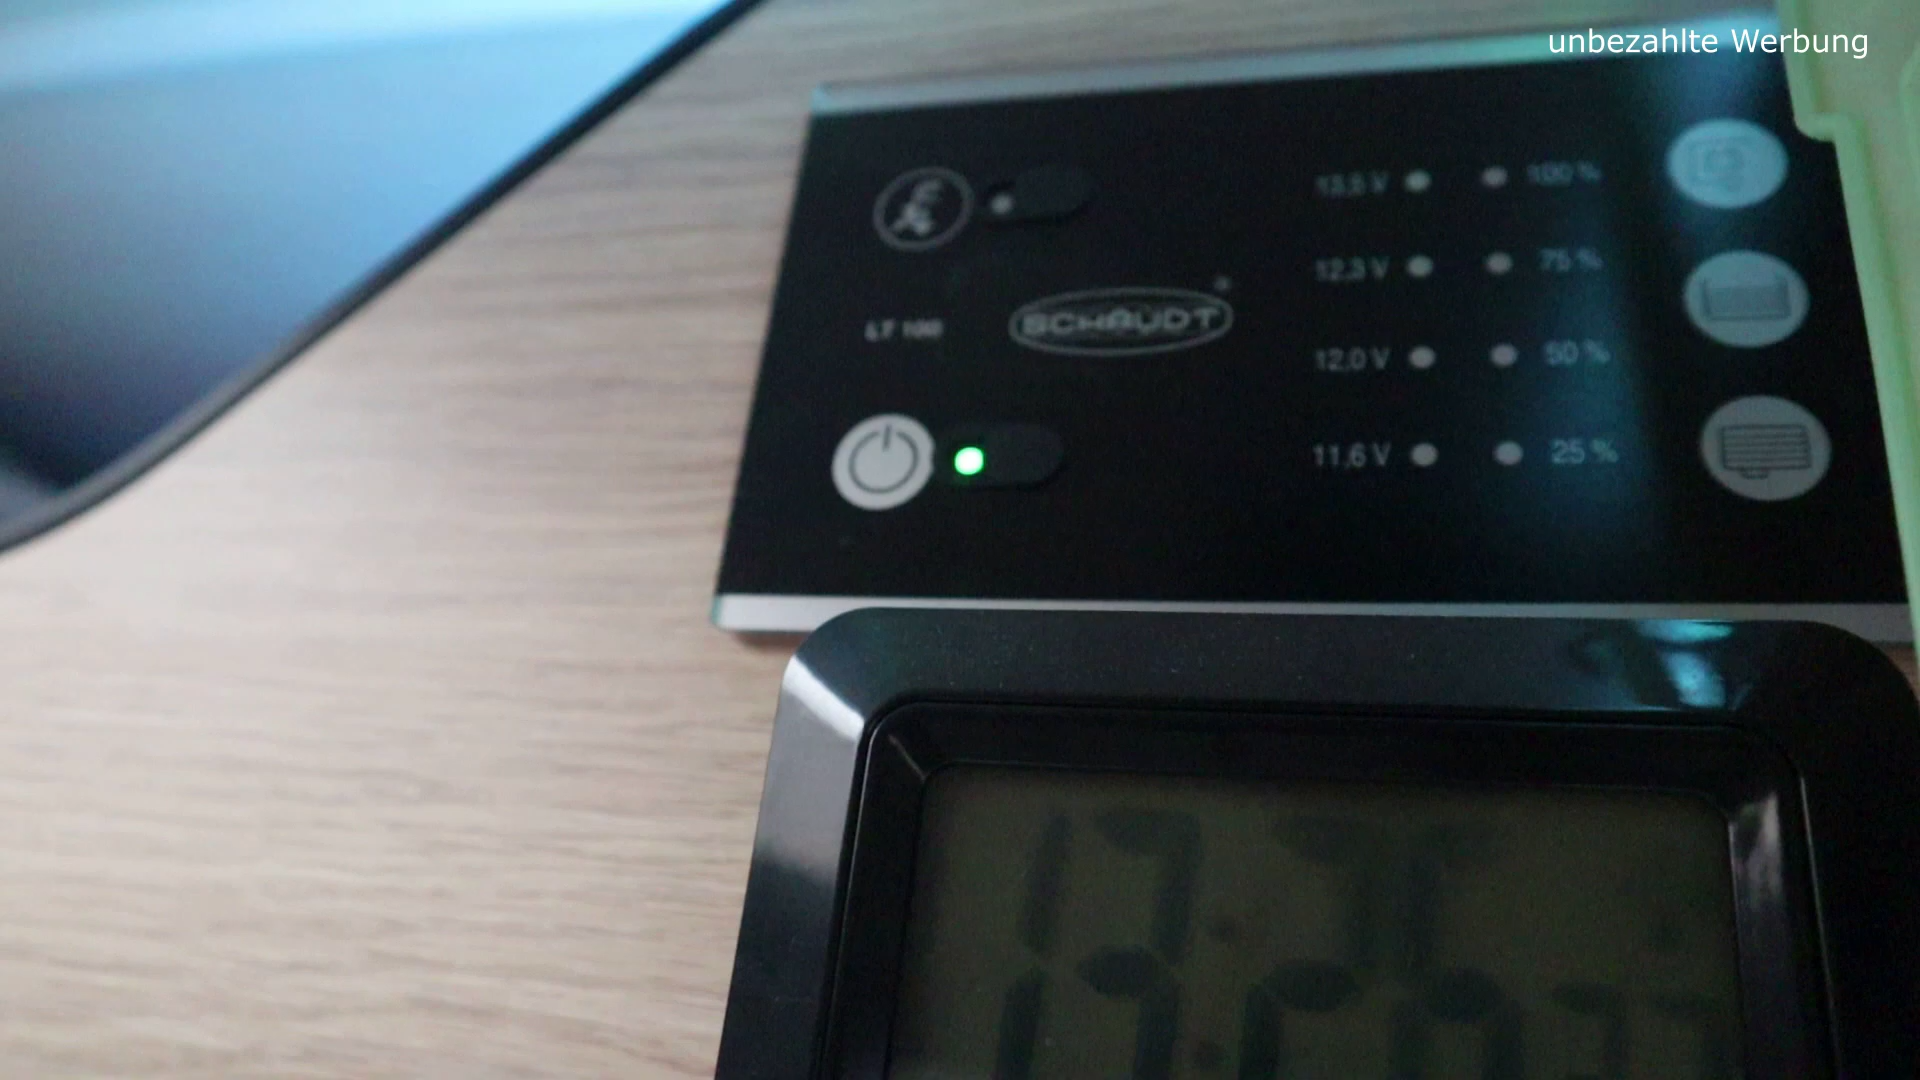 unbezahlte Werbung
13,5 V 100 %
12,3 V 75 %
LT 100
SCHAUDT
12,0 V 50 %
11,6 V 25 %